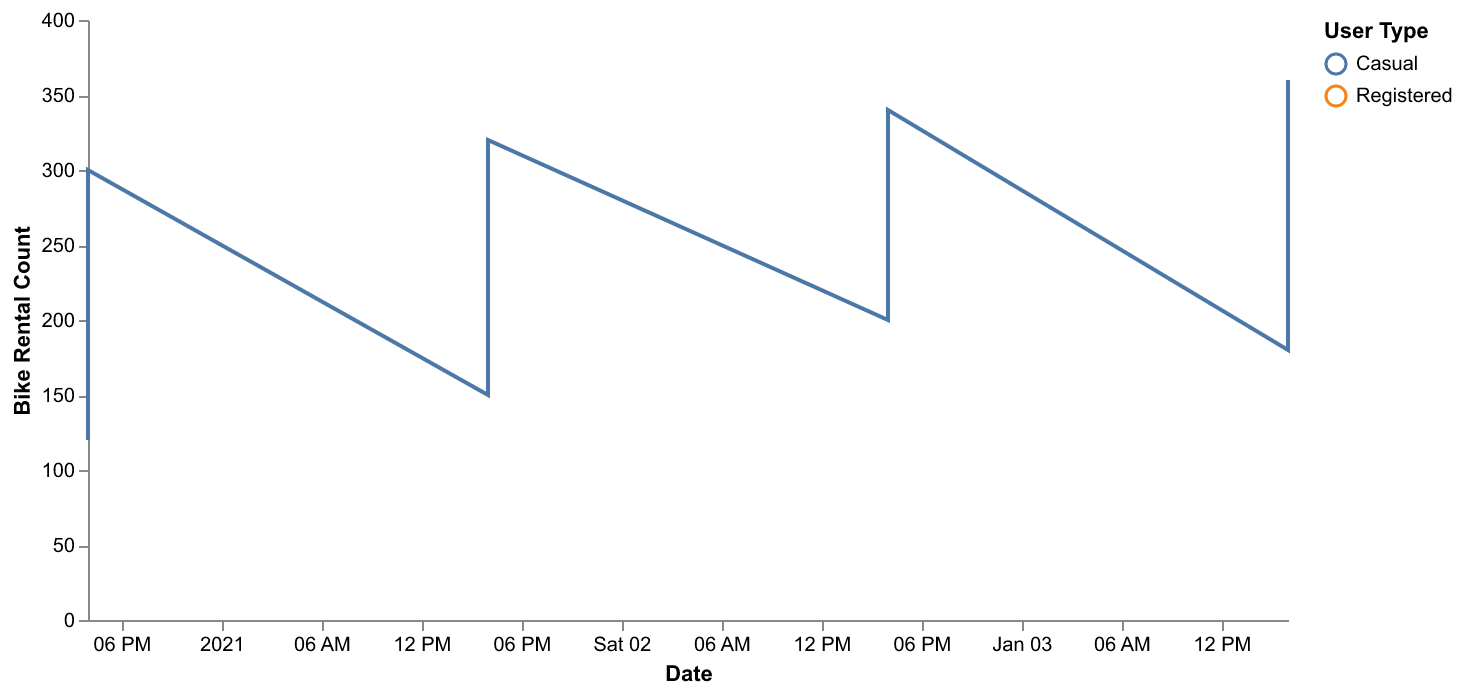 User Type
Casual
Registered
Bike Rental Count
400
350
300
250
200
150
100
50
0
06 PM 2021 06 AM 12 PM 06 PM Sat 02 06 AM 12 PM 06 PM Jan 03 06 AM 12 PM
Date